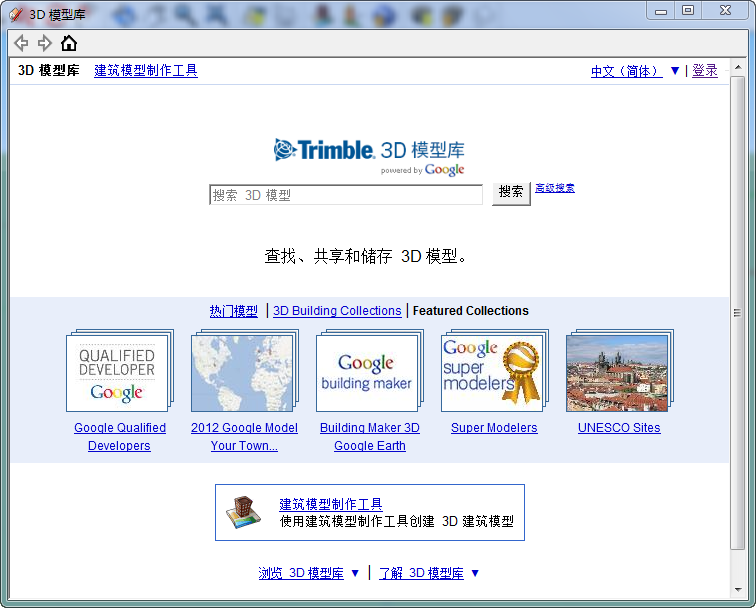 3D 模型库
3D 模型库 建筑模型制作工具 中文（简体） ▼ | 登录
Trimble. 3D 模型库
powered by Google
搜索 3D 模型 搜索 高级搜索
查找、共享和储存 3D 模型。
热门模型 | 3D Building Collections | Featured Collections
QUALIFIED
DEVELOPER
Google
Google
building maker
Google
super
modelers
Google Qualified
Developers
2012 Google Model
Your Town...
Building Maker 3D
Google Earth
Super Modelers
UNESCO Sites
建筑模型制作工具
使用建筑模型制作工具创建 3D 建筑模型
浏览 3D 模型库 ▼ | 了解 3D 模型库 ▼